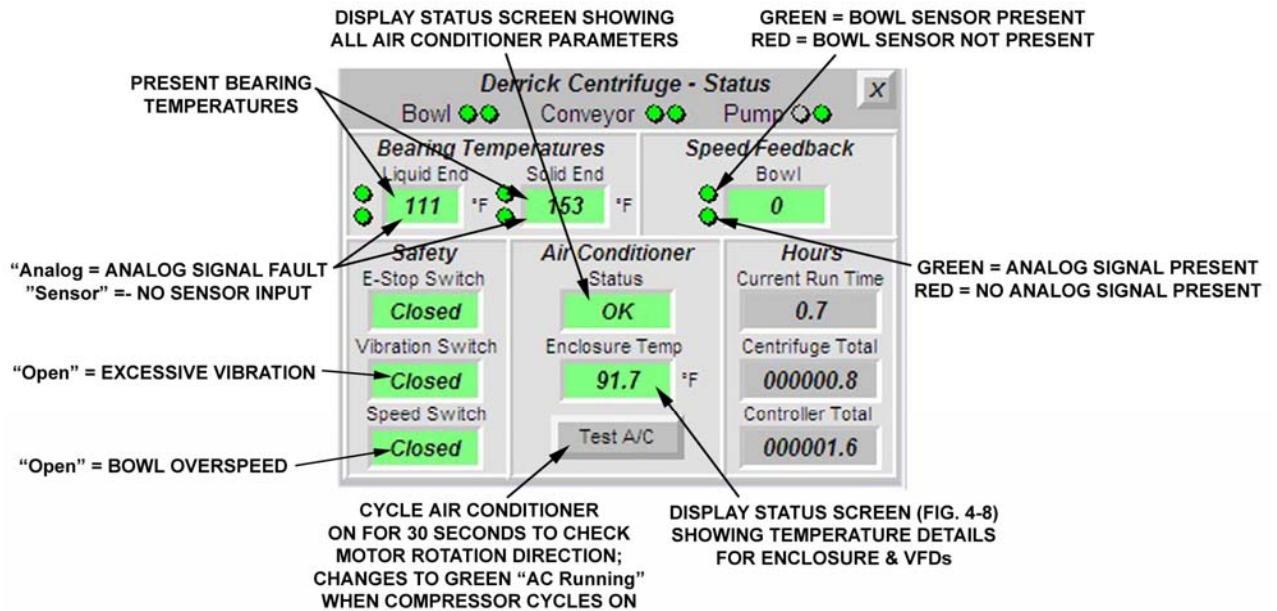 DISPLAY STATUS SCREEN SHOWING
ALL AIR CONDITIONER PARAMETERS
GREEN = BOWL SENSOR PRESENT
RED = BOWL SENSOR NOT PRESENT
PRESENT BEARING
TEMPERATURES
Derrick Centrifuge - Status
X
Bowl
Conveyor
Pump
Bearing Temperatures
Speed Feedback
Liquid End
Solid End
Bowl
111 °F
153 °F
0
"Analog = ANALOG SIGNAL FAULT
"Sensor" =- NO SENSOR INPUT
GREEN = ANALOG SIGNAL PRESENT
RED = NO ANALOG SIGNAL PRESENT
Safety
E-Stop Switch
Closed
Vibration Switch
Closed
Speed Switch
Closed
"Open" = EXCESSIVE VIBRATION
"Open" = BOWL OVERSPEED
Air Conditioner
Status
OK
Enclosure Temp
91.7 °F
Test A/C
Hours
Current Run Time
0.7
Centrifuge Total
000000.8
Controller Total
000001.6
CYCLE AIR CONDITIONER
ON FOR 30 SECONDS TO CHECK
MOTOR ROTATION DIRECTION;
CHANGES TO GREEN "AC Running"
WHEN COMPRESSOR CYCLES ON
DISPLAY STATUS SCREEN (FIG. 4-8)
SHOWING TEMPERATURE DETAILS
FOR ENCLOSURE & VFDs